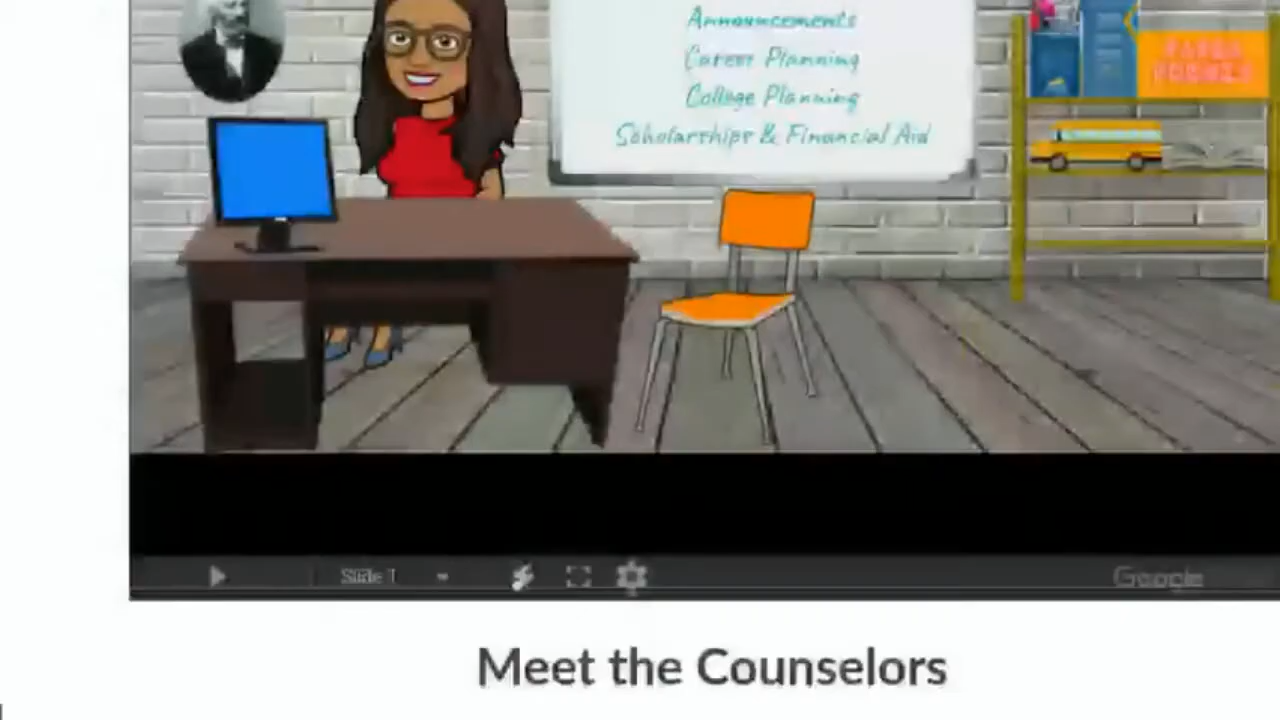 Announcements
Career Planning
College Planning
Scholarships & Financial Aid
Slide 1
Google
Meet the Counselors